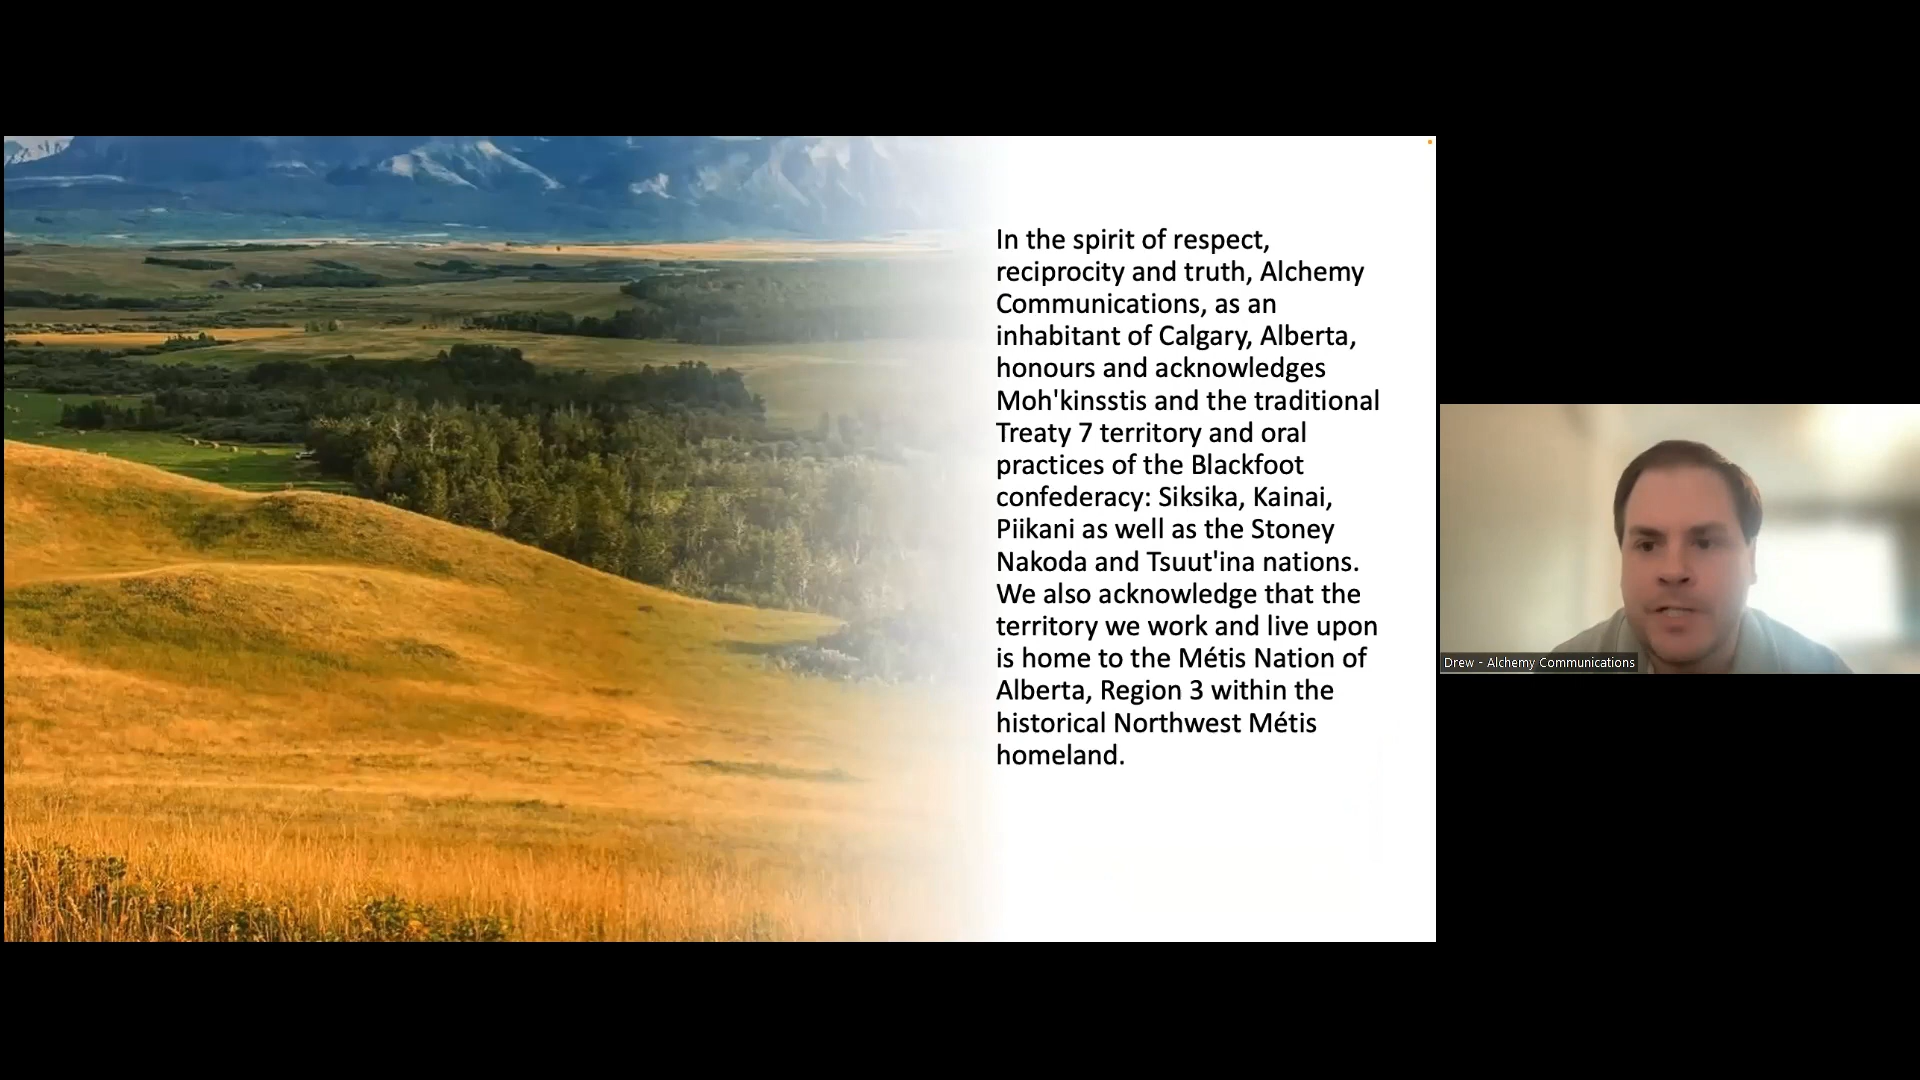 In the spirit of respect,
reciprocity and truth, Alchemy
Communications, as an
inhabitant of Calgary, Alberta,
honours and acknowledges
Moh'kinsstis and the traditional
Treaty 7 territory and oral
practices of the Blackfoot
confederacy: Siksika, Kainai,
Piikani as well as the Stoney
Nakoda and Tsuut'ina nations.
We also acknowledge that the
territory we work and live upon
is home to the Métis Nation of
Alberta, Region 3 within the
historical Northwest Métis
homeland.
Drew - Alchemy Communications